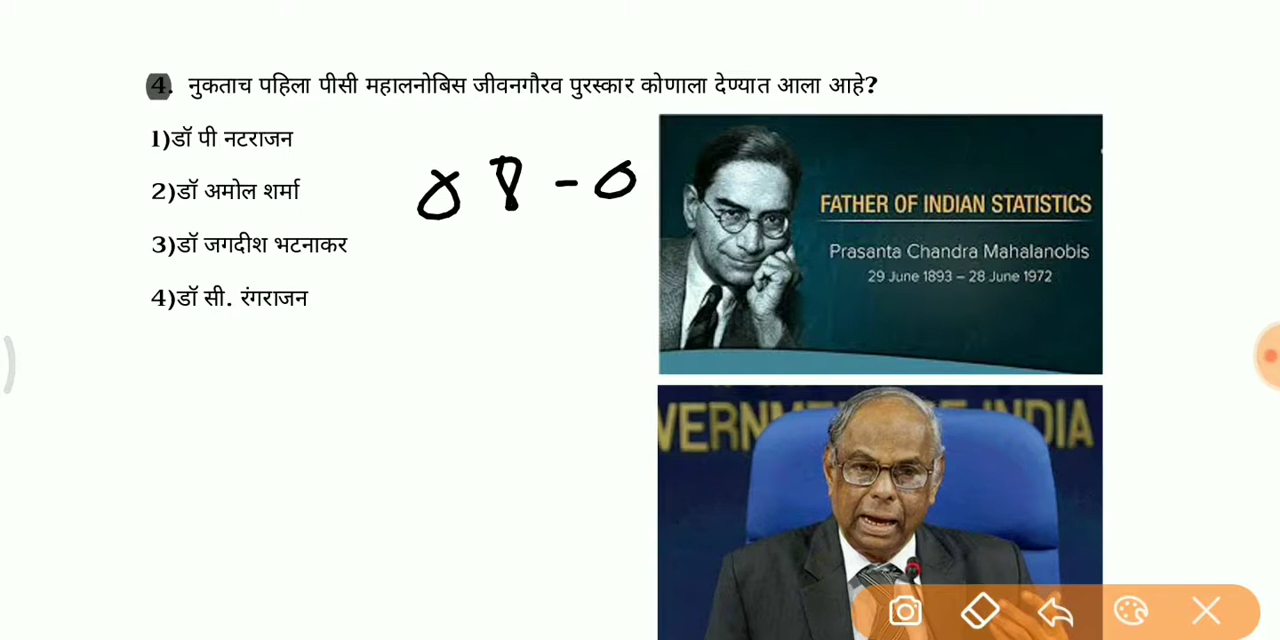 4. नुकताच पहिला पीसी महालनोबिस जीवनगौरव पुरस्कार कोणाला देण्यात आला आहे?
1)डॉ पी नटराजन
2)डॉ अमोल शर्मा
3)डॉ जगदीश भटनाकर
4)डॉ सी. रंगराजन
FATHER OF INDIAN STATISTICS
Prasanta Chandra Mahalanobis
29 June 1893 – 28 June 1972